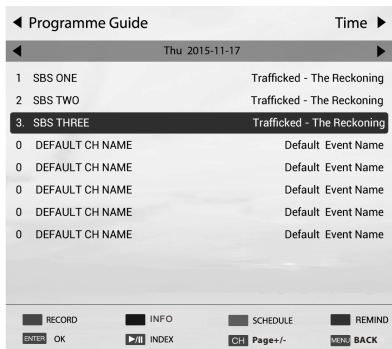 Programme Guide Time
Thu 2015-11-17
1 SBS ONE Trafficked - The Reckoning
2 SBS TWO Trafficked - The Reckoning
3. SBS THREE Trafficked - The Reckoning
0 DEFAULT CH NAME Default Event Name
0 DEFAULT CH NAME Default Event Name
0 DEFAULT CH NAME Default Event Name
0 DEFAULT CH NAME Default Event Name
0 DEFAULT CH NAME Default Event Name
RECORD INFO SCHEDULE REMIND
ENTER OK ▶/II INDEX CH Page+/- MENU BACK